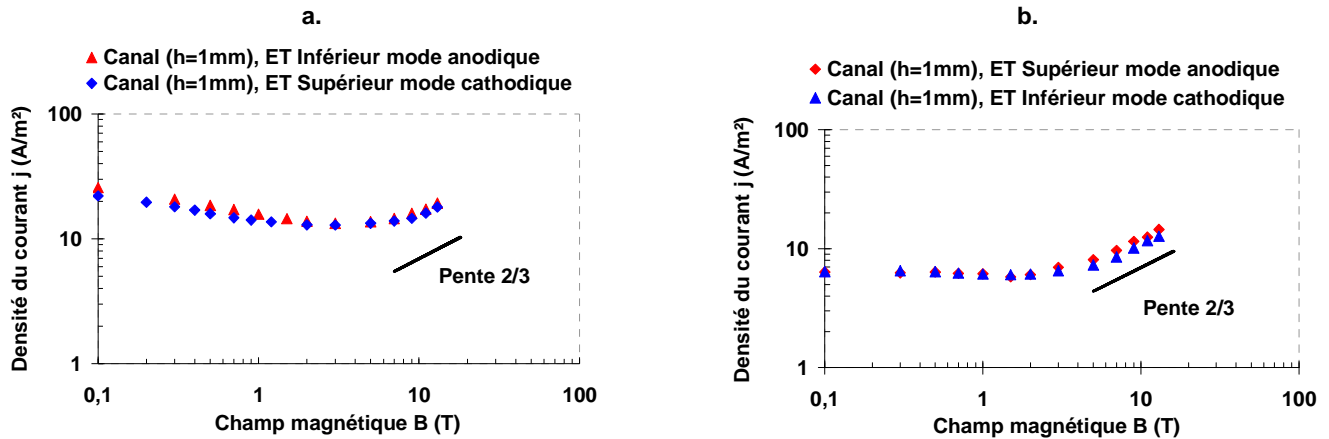 a.
▲ Canal (h=1mm), ET Inférieur mode anodique
◆ Canal (h=1mm), ET Supérieur mode cathodique
Densité du courant j (A/m²)
100
10
1
Pente 2/3
0,1 1 10 100
Champ magnétique B (T)
b.
◆ Canal (h=1mm), ET Supérieur mode anodique
▲ Canal (h=1mm), ET Inférieur mode cathodique
Densité du courant j (A/m²)
100
10
1
Pente 2/3
0,1 1 10 100
Champ magnétique B (T)